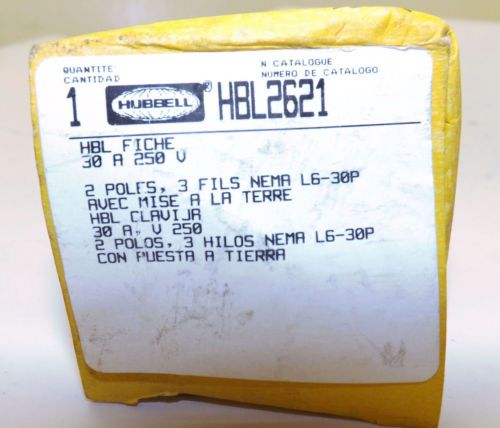 QUANTITE
CANTIDAD
N CATALOGUE
NUMERO DE CATALOGO
1 HUBBELL ® HBL2621
HBL FICHE
30 A 250 V
2 POLES, 3 FILS NEMA L6-30P
AVEC MISE A LA TERRE
HBL CLAVIJA
30 A, V 250
2 POLOS, 3 HILOS NEMA L6-30P
CON PUESTA A TIERRA